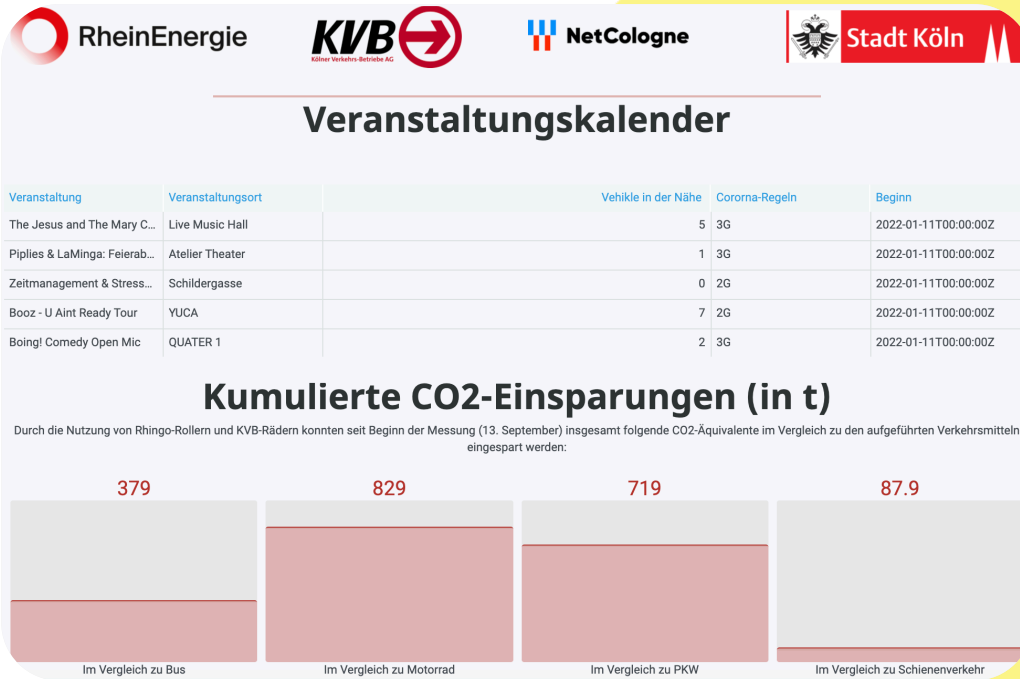 RheinEnergie
KVB
Kölner Verkehrs-Betriebe AG
NetCologne
Stadt Köln
Veranstaltungskalender
Veranstaltung Veranstaltungsort Vehikle in der Nähe Cororna-Regeln Beginn
The Jesus and The Mary C... Live Music Hall 5 3G 2022-01-11T00:00:00Z
Piplies & LaMinga: Feierab... Atelier Theater 1 3G 2022-01-11T00:00:00Z
Zeitmanagement & Stress... Schildergasse 0 2G 2022-01-11T00:00:00Z
Booz - U Aint Ready Tour YUCA 7 2G 2022-01-11T00:00:00Z
Boing! Comedy Open Mic QUATER 1 2 3G 2022-01-11T00:00:00Z
Kumulierte CO2-Einsparungen (in t)
Durch die Nutzung von Rhingo-Rollern und KVB-Rädern konnten seit Beginn der Messung (13. September) insgesamt folgende CO2-Äquivalente im Vergleich zu den aufgeführten Verkehrsmitteln
eingespart werden:
379 829 719 87.9
Im Vergleich zu Bus Im Vergleich zu Motorrad Im Vergleich zu PKW Im Vergleich zu Schienenverkehr